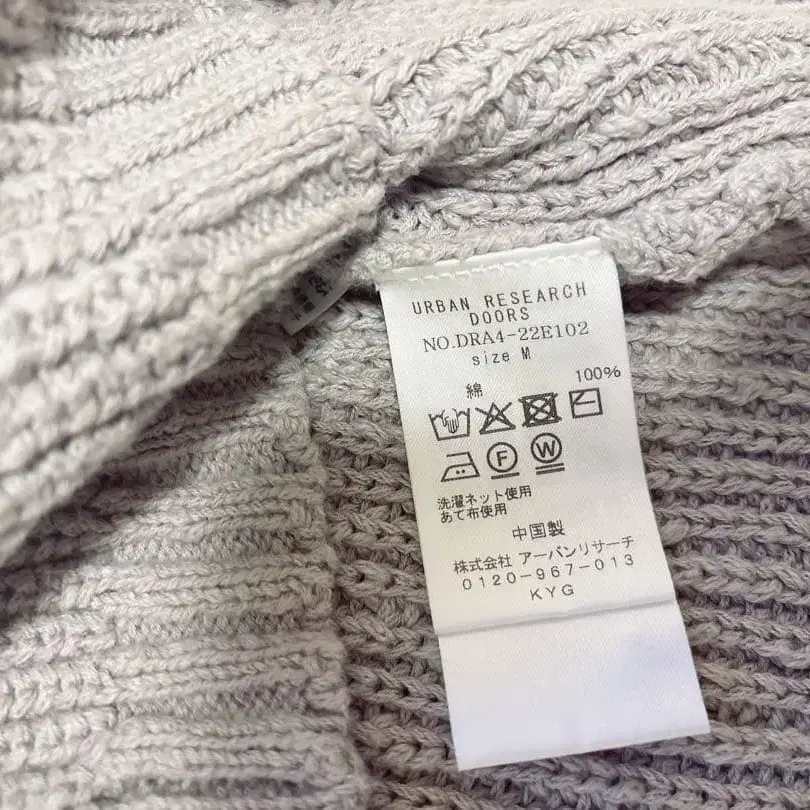 URBAN RESEARCH
DOORS
NO.DRA4-22E102
size M
綿 100%
F W
洗濯ネット使用
あて布使用
中国製
株式会社 アーバンリサーチ
0120-967-013
KYG